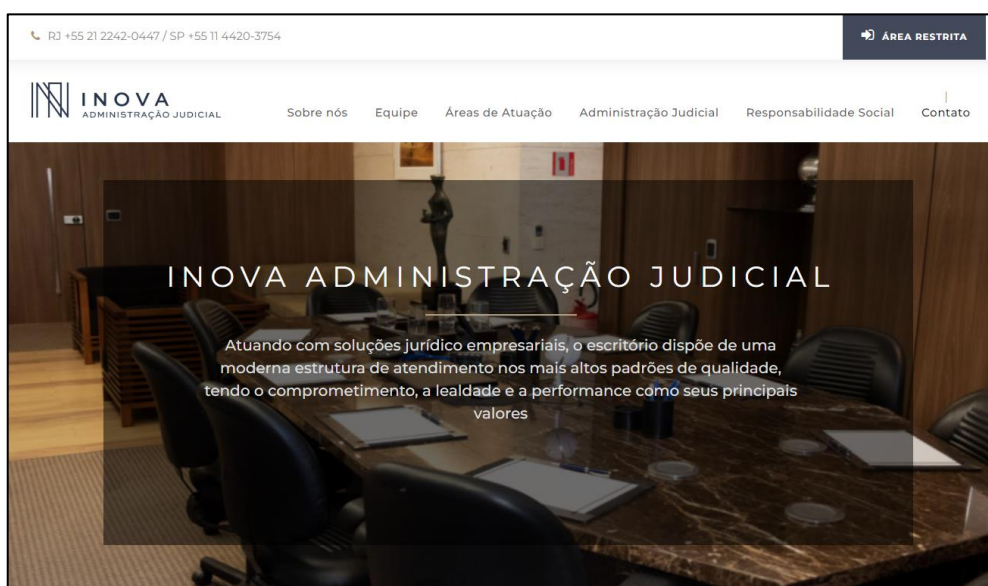 RJ +55 21 2242-0447 / SP +55 11 4420-3754
ÁREA RESTRITA
INOVA
ADMINISTRAÇÃO JUDICIAL
Sobre nós Equipe Áreas de Atuação Administração Judicial Responsabilidade Social Contato
INOVA ADMINISTRAÇÃO JUDICIAL
Atuando com soluções jurídico empresariais, o escritório dispõe de uma
moderna estrutura de atendimento nos mais altos padrões de qualidade,
tendo o comprometimento, a lealdade e a performance como seus principais
valores